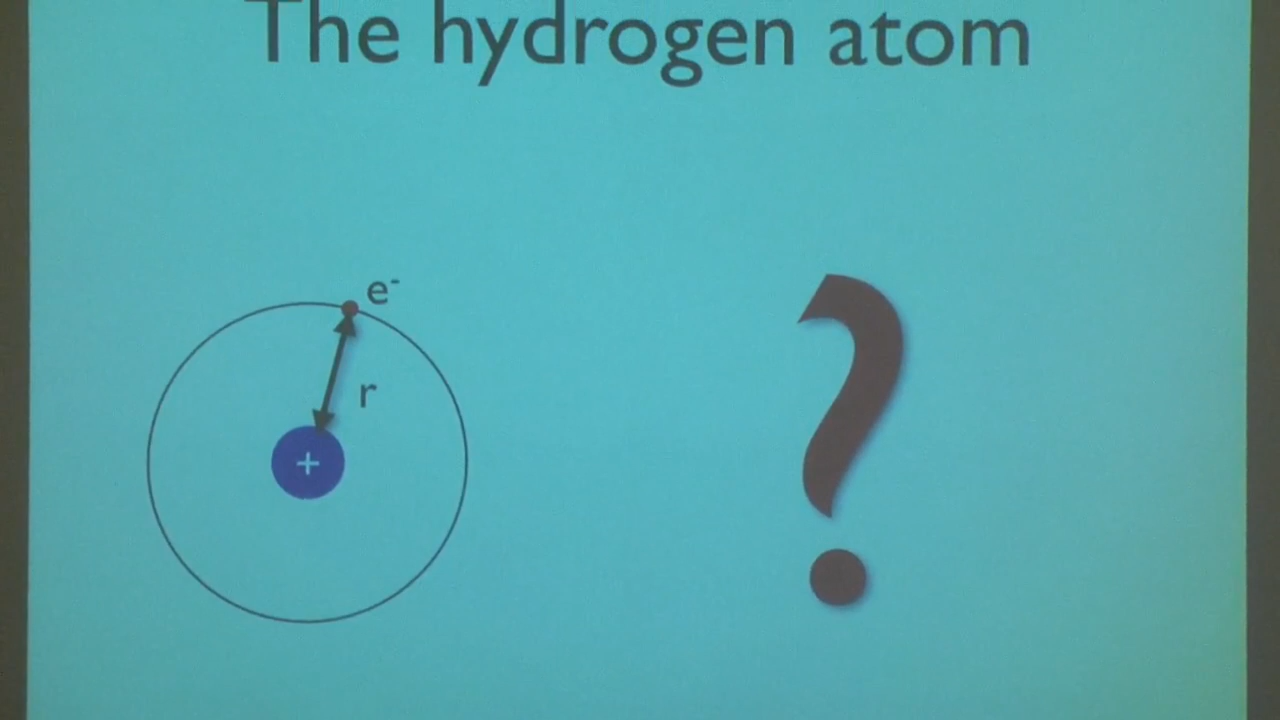 The hydrogen atom
e-
r
+
?